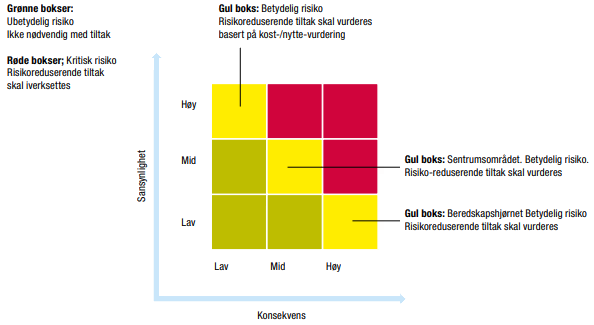 Grønne bokser:
Ubetydelig risiko
Ikke nødvendig med tiltak
Røde bokser; Kritisk risiko
Risikoreduserende tiltak
skal iverksettes
Gul boks: Betydelig risiko
Risikoreduserende tiltak skal vurderes
basert på kost-/nytte-vurdering
Sansynlighet
Høy
Mid
Lav
Gul boks: Sentrumsområdet. Betydelig risiko.
Risiko-reduserende tiltak skal vurderes
Gul boks: Beredskapshjørnet Betydelig risiko
Risikoreduserende tiltak skal vurderes
Lav
Mid
Høy
Konsekvens